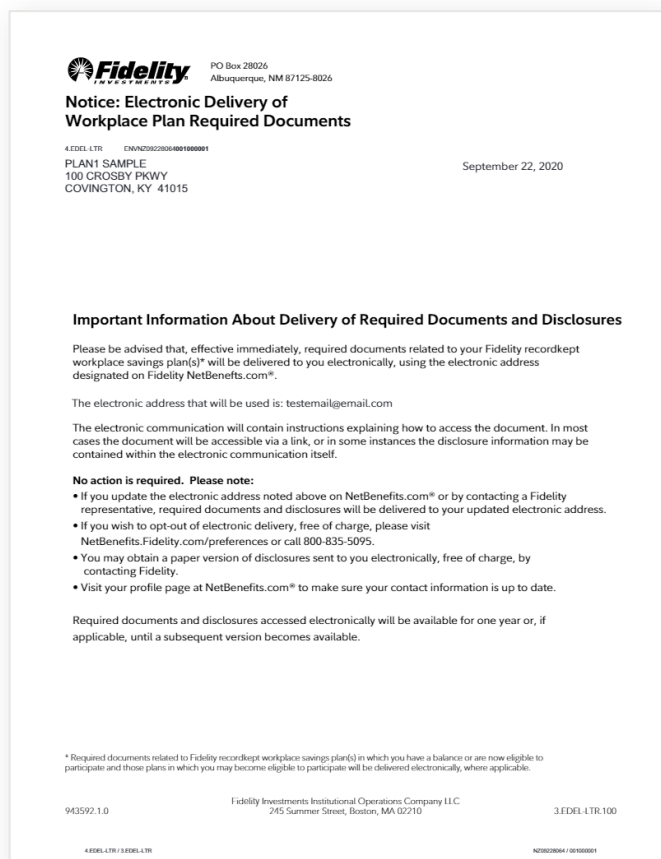 Fidelity
INVESTMENTS
PO Box 28026
Albuquerque, NM 87125-8026
Notice: Electronic Delivery of
Workplace Plan Required Documents
4.EDEL-LTR ENVNZ09228064001000001
PLAN1 SAMPLE
100 CROSBY PKWY
COVINGTON, KY 41015
September 22, 2020
Important Information About Delivery of Required Documents and Disclosures
Please be advised that, effective immediately, required documents related to your Fidelity recordkept
workplace savings plan(s)* will be delivered to you electronically, using the electronic address
designated on Fidelity NetBenefts.com®.
The electronic address that will be used is: testemail@email.com
The electronic communication will contain instructions explaining how to access the document. In most
cases the document will be accessible via a link, or in some instances the disclosure information may be
contained within the electronic communication itself.
No action is required. Please note:
• If you update the electronic address noted above on NetBenefits.com® or by contacting a Fidelity
representative, required documents and disclosures will be delivered to your updated electronic address.
• If you wish to opt-out of electronic delivery, free of charge, please visit
NetBenefits.Fidelity.com/preferences or call 800-835-5095.
• You may obtain a paper version of disclosures sent to you electronically, free of charge, by
contacting Fidelity.
• Visit your profile page at NetBenefits.com® to make sure your contact information is up to date.
Required documents and disclosures accessed electronically will be available for one year or, if
applicable, until a subsequent version becomes available.
* Required documents related to Fidelity recordkept workplace savings plan(s) in which you have a balance or are now eligible to
participate and those plans in which you may become eligible to participate will be delivered electronically, where applicable.
943592.1.0
Fidelity Investments Institutional Operations Company LLC
245 Summer Street, Boston, MA 02210
3.EDEL-LTR.100
4.EDEL-LTR / 3.EDEL-LTR
NZ09228064 / 001000001